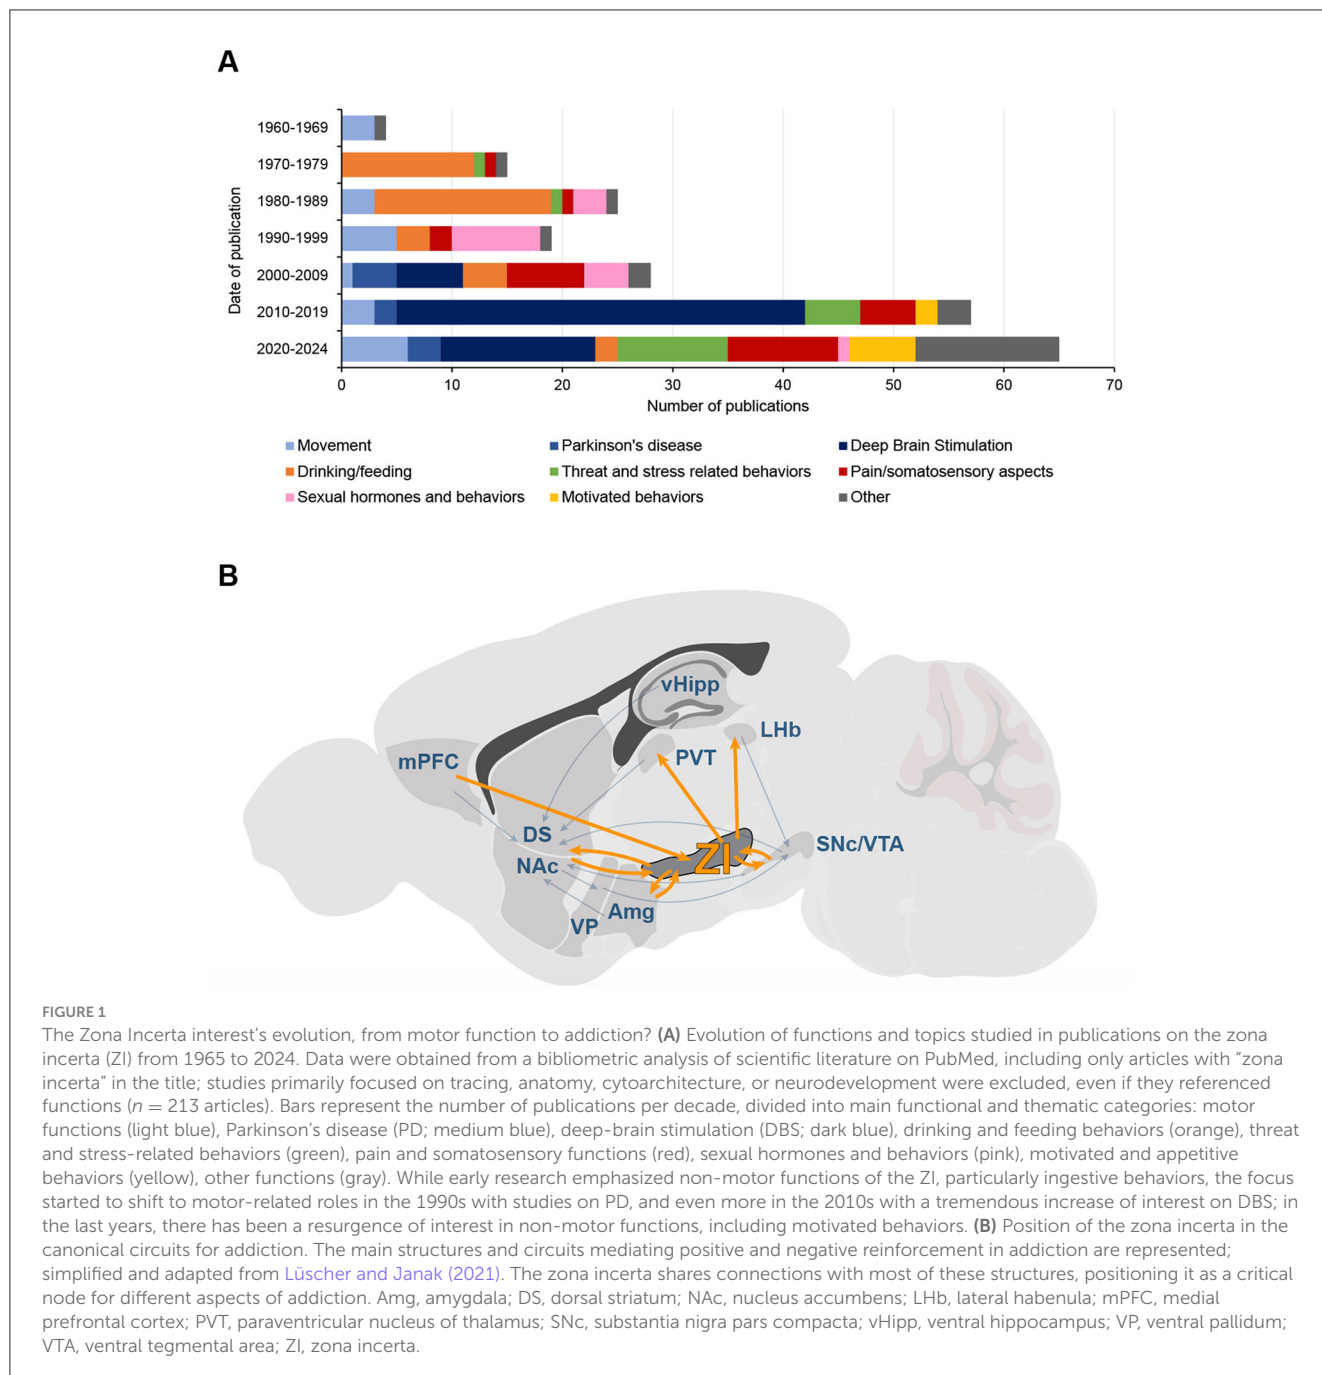 A
1960-1969
1970-1979
1980-1989
1990-1999
2000-2009
2010-2019
2020-2024
Date of publication
0 10 20 30 40 50 60 70
Number of publications
Movement Parkinson's disease Deep Brain Stimulation
Drinking/feeding Threat and stress related behaviors Pain/somatosensory aspects
Sexual hormones and behaviors Motivated behaviors Other
B
vHipp
LHb
mPFC
PVT
DS
SNc/VTA
ZI
NAc
Amg
VP
FIGURE 1
The Zona Incerta interest's evolution, from motor function to addiction? (A) Evolution of functions and topics studied in publications on the zona
incerta (ZI) from 1965 to 2024. Data were obtained from a bibliometric analysis of scientific literature on PubMed, including only articles with "zona
incerta" in the title; studies primarily focused on tracing, anatomy, cytoarchitecture, or neurodevelopment were excluded, even if they referenced
functions (n = 213 articles). Bars represent the number of publications per decade, divided into main functional and thematic categories: motor
functions (light blue), Parkinson's disease (PD; medium blue), deep-brain stimulation (DBS; dark blue), drinking and feeding behaviors (orange), threat
and stress-related behaviors (green), pain and somatosensory functions (red), sexual hormones and behaviors (pink), motivated and appetitive
behaviors (yellow), other functions (gray). While early research emphasized non-motor functions of the ZI, particularly ingestive behaviors, the focus
started to shift to motor-related roles in the 1990s with studies on PD, and even more in the 2010s with a tremendous increase of interest on DBS; in
the last years, there has been a resurgence of interest in non-motor functions, including motivated behaviors. (B) Position of the zona incerta in the
canonical circuits for addiction. The main structures and circuits mediating positive and negative reinforcement in addiction are represented;
simplified and adapted from Lüscher and Janak (2021). The zona incerta shares connections with most of these structures, positioning it as a critical
node for different aspects of addiction. Amg, amygdala; DS, dorsal striatum; NAc, nucleus accumbens; LHb, lateral habenula; mPFC, medial
prefrontal cortex; PVT, paraventricular nucleus of thalamus; SNc, substantia nigra pars compacta; vHipp, ventral hippocampus; VP, ventral pallidum;
VTA, ventral tegmental area; ZI, zona incerta.